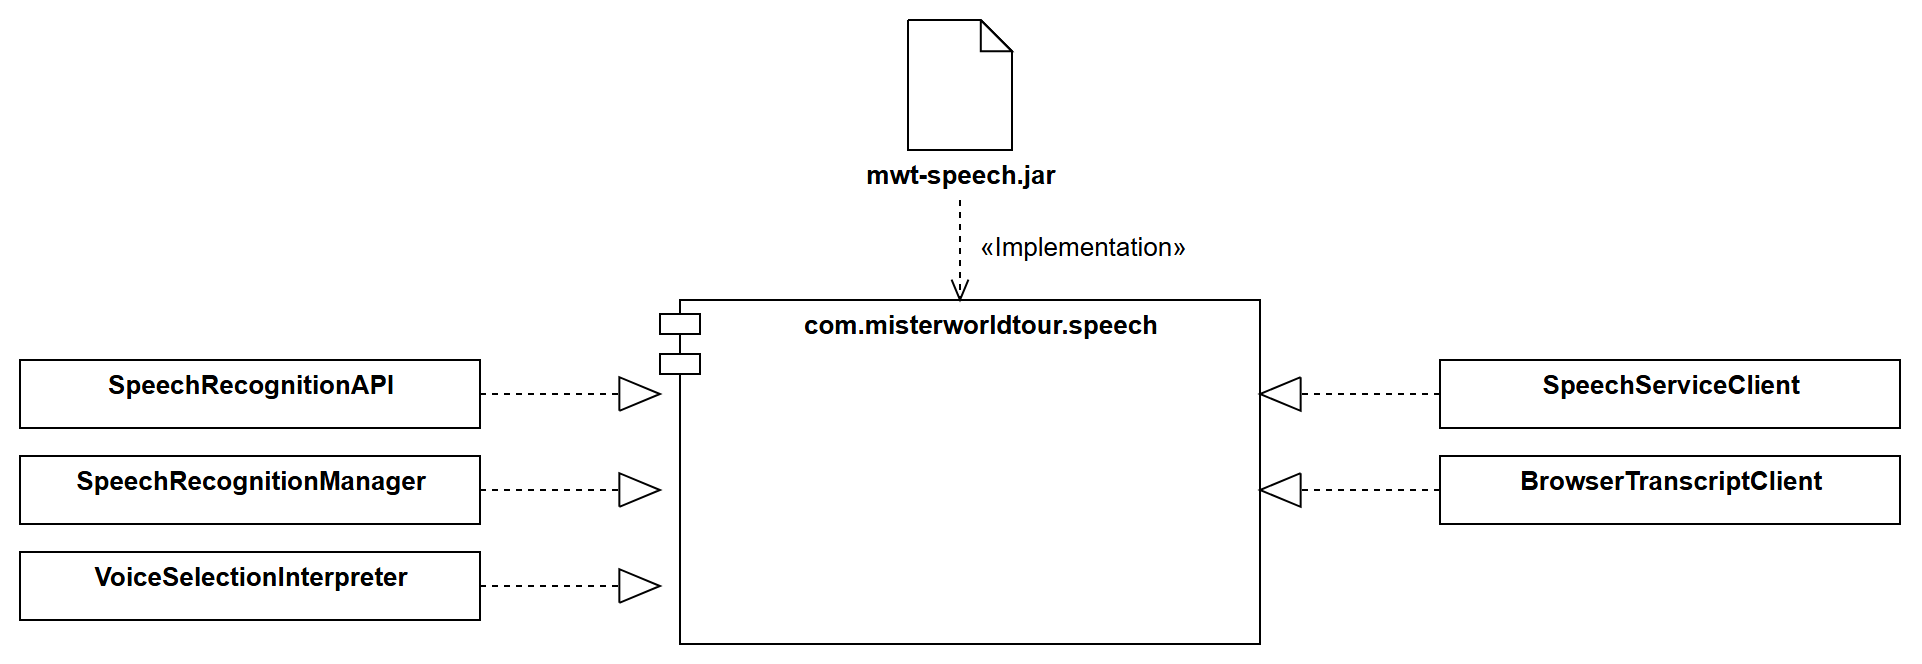 mwt-speech.jar
«Implementation»
com.misterworldtour.speech
SpeechRecognitionAPI
SpeechServiceClient
SpeechRecognitionManager
BrowserTranscriptClient
VoiceSelectionInterpreter